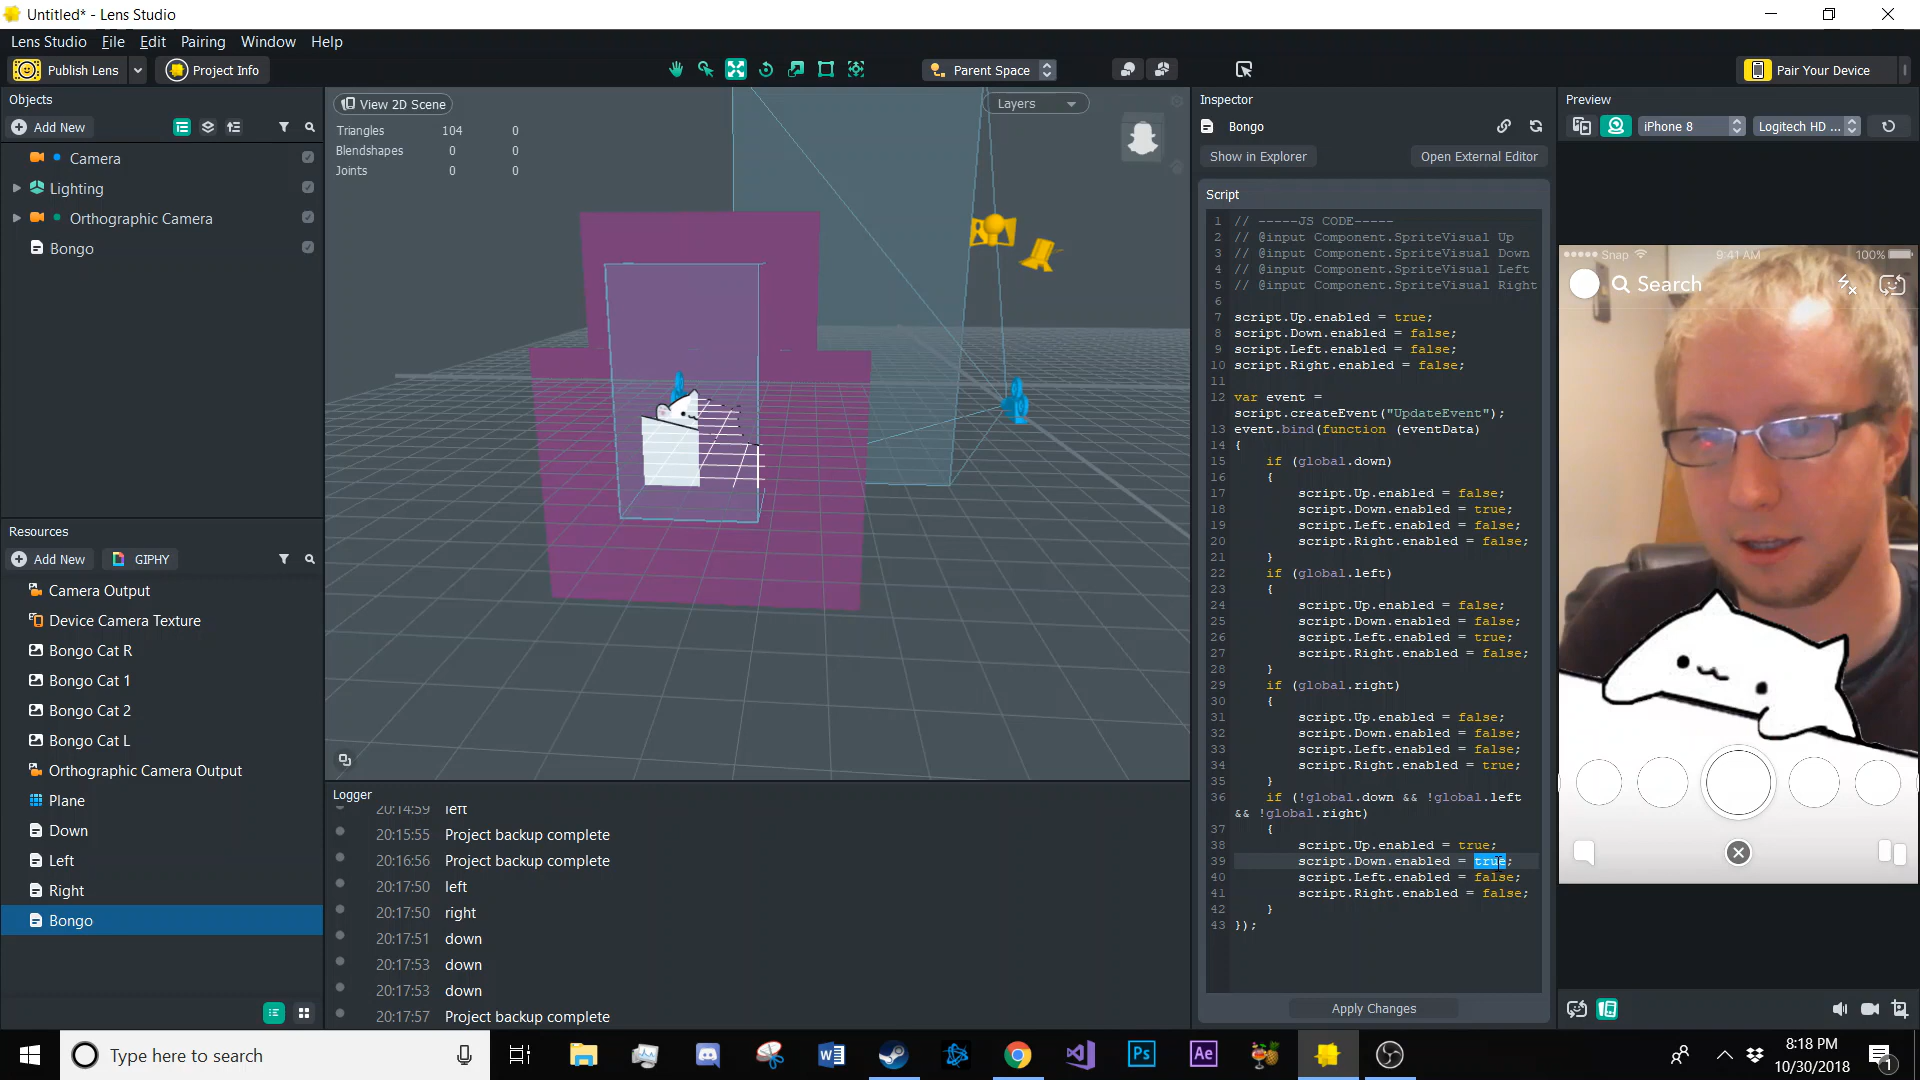 Untitled* - Lens Studio
Lens Studio File Edit Pairing Window Help
Publish Lens Project Info Parent Space Pair Your Device
Objects
Add New
Camera
Lighting
Orthographic Camera
Bongo
Resources
Add New GIPHY
Camera Output
Device Camera Texture
Bongo Cat R
Bongo Cat 1
Bongo Cat 2
Bongo Cat L
Orthographic Camera Output
Plane
Down
Left
Right
Bongo
View 2D Scene Layers
Triangles 104 0
Blendshapes 0 0
Joints 0 0
Logger
20:14:59 left
20:15:55 Project backup complete
20:16:56 Project backup complete
20:17:50 left
20:17:50 right
20:17:51 down
20:17:53 down
20:17:53 down
20:17:57 Project backup complete
Inspector
Bongo
Show in Explorer Open External Editor
Script
1 // -----JS CODE-----
2 // @input Component.SpriteVisual Up
3 // @input Component.SpriteVisual Down
4 // @input Component.SpriteVisual Left
5 // @input Component.SpriteVisual Right
6
7 script.Up.enabled = true;
8 script.Down.enabled = false;
9 script.Left.enabled = false;
10 script.Right.enabled = false;
11
12 var event =
script.createEvent("UpdateEvent");
13 event.bind(function (eventData)
14 {
15 if (global.down)
16 {
17 script.Up.enabled = false;
18 script.Down.enabled = true;
19 script.Left.enabled = false;
20 script.Right.enabled = false;
21 }
22 if (global.left)
23 {
24 script.Up.enabled = false;
25 script.Down.enabled = false;
26 script.Left.enabled = true;
27 script.Right.enabled = false;
28 }
29 if (global.right)
30 {
31 script.Up.enabled = false;
32 script.Down.enabled = false;
33 script.Left.enabled = false;
34 script.Right.enabled = true;
35 }
36 if (!global.down && !global.left
&& !global.right)
37 {
38 script.Up.enabled = true;
39 script.Down.enabled = true;
40 script.Left.enabled = false;
41 script.Right.enabled = false;
42 }
43 });
Apply Changes
Preview
iPhone 8 Logitech HD ...
Snap 9:41 AM 100%
Search
Type here to search
Ps
Ae
8:18 PM
10/30/2018
1